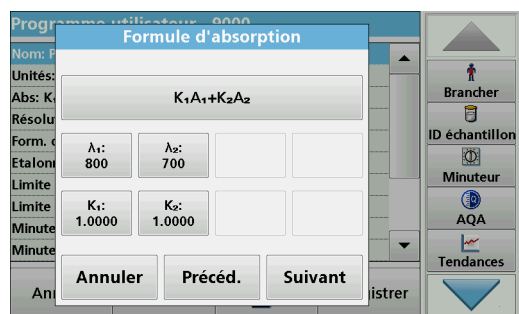 Programme utilisateur 9000
Formule d'absorption
Nom: P
Unités:
Abs: K₁
Résolu
Form. d
Etalonn
Limite
Limite
Minute
Minute
K₁A₁+K₂A₂
λ₁:
800
λ₂:
700
K₁:
1.0000
K₂:
1.0000
Annuler
Précéd.
Suivant
An
istrer
Brancher
ID échantillon
Minuteur
AQA
Tendances